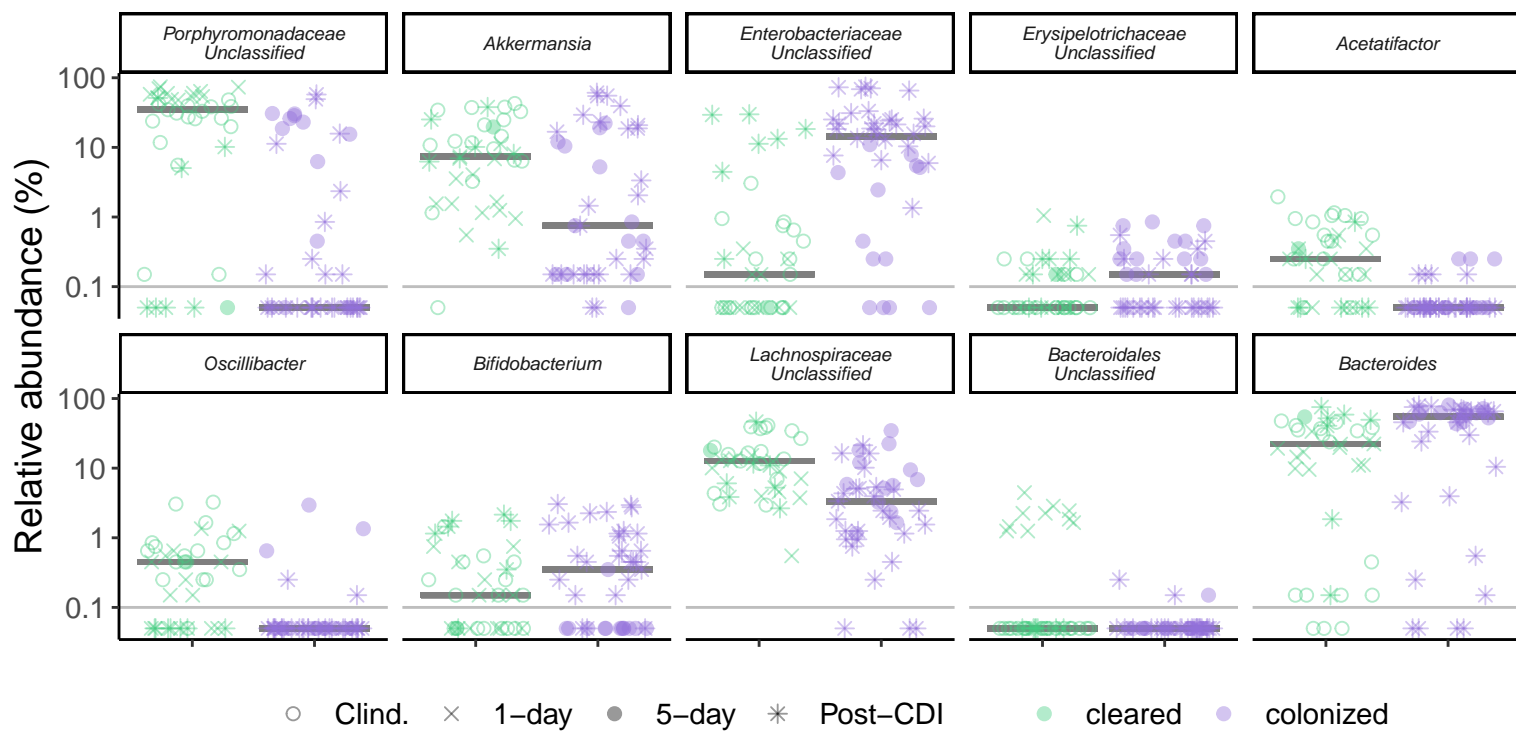 Porphyromonadaceae
Unclassified
Akkermansia
Enterobacteriaceae
Unclassified
Erysipelotrichaceae
Unclassified
Acetatifactor
100
10
1
0.1
Relative abundance (%)
Oscillibacter
Bifidobacterium
Lachnospiraceae
Unclassified
Bacteroidales
Unclassified
Bacteroides
100
10
1
0.1
Clind. 1−day 5−day Post−CDI cleared colonized